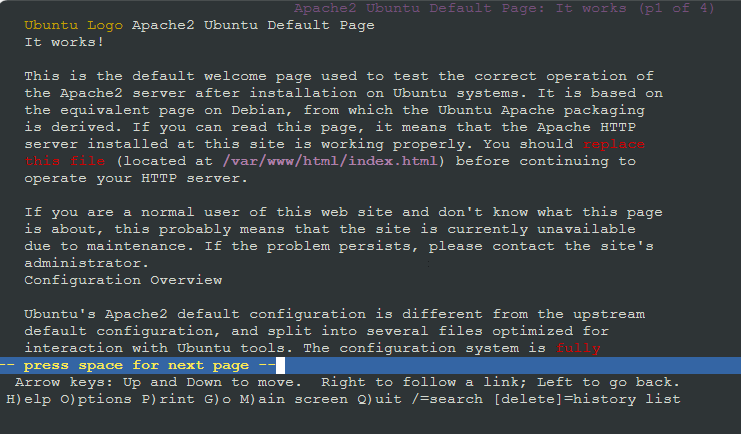 Apache2 Ubuntu Default Page: It works (p1 of 4)
Ubuntu Logo Apache2 Ubuntu Default Page
It works!
This is the default welcome page used to test the correct operation of
the Apache2 server after installation on Ubuntu systems. It is based on
the equivalent page on Debian, from which the Ubuntu Apache packaging
is derived. If you can read this page, it means that the Apache HTTP
server installed at this site is working properly. You should replace
this file (located at /var/www/html/index.html) before continuing to
operate your HTTP server.
If you are a normal user of this web site and don't know what this page
is about, this probably means that the site is currently unavailable
due to maintenance. If the problem persists, please contact the site's
administrator.
Configuration Overview
Ubuntu's Apache2 default configuration is different from the upstream
default configuration, and split into several files optimized for
interaction with Ubuntu tools. The configuration system is fully
-- press space for next page --
Arrow keys: Up and Down to move.  Right to follow a link; Left to go back.
H)elp O)ptions P)rint G)o M)ain screen Q)uit /=search [delete]=history list